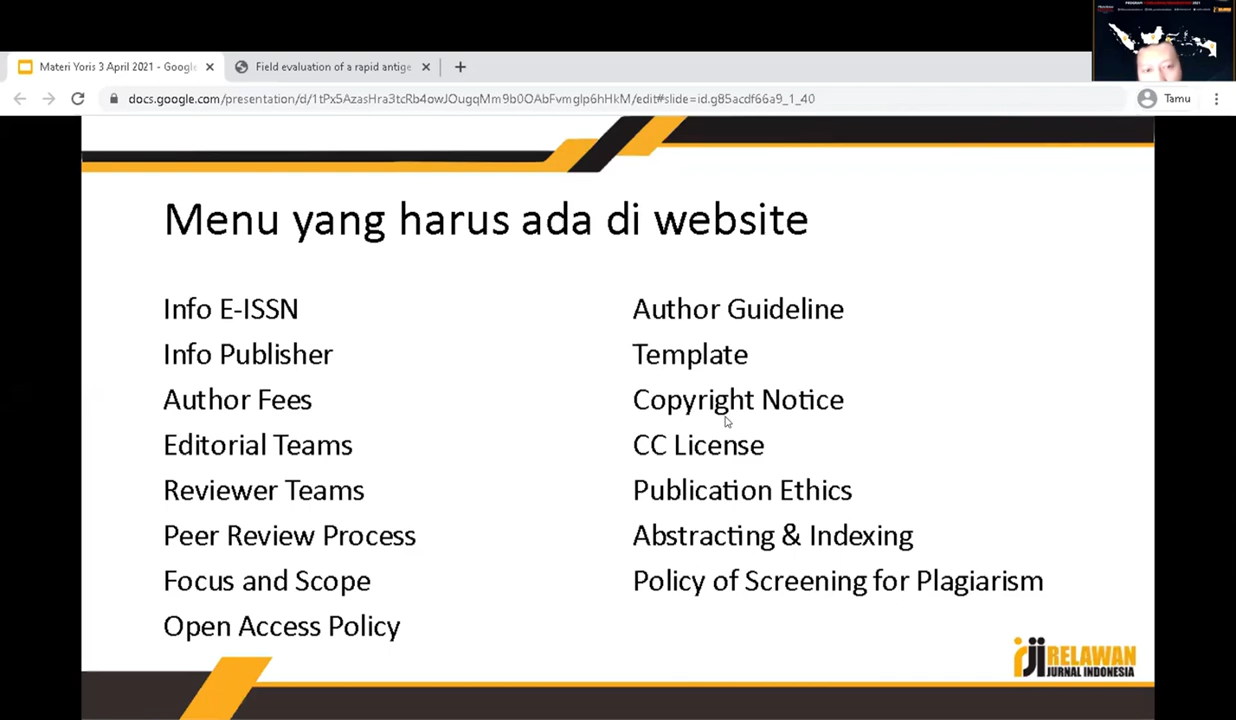 Materi Yoris 3 April 2021 - Google
Field evaluation of a rapid antige
docs.google.com/presentation/d/1tPx5AzasHra3tcRb4owJOugqMm9b0OAbFvmglp6hHkM/edit#slide=id.g85acdf66a9_1_40
Tamu
Menu yang harus ada di website
Info E-ISSN
Info Publisher
Author Fees
Editorial Teams
Reviewer Teams
Peer Review Process
Focus and Scope
Open Access Policy
Author Guideline
Template
Copyright Notice
CC License
Publication Ethics
Abstracting & Indexing
Policy of Screening for Plagiarism
RELAWAN
JURNAL INDONESIA